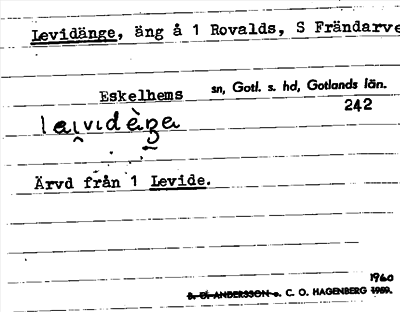 Levidänge, äng å 1 Rovalds, S Frändarve
Eskelhems sn, Gotl. s. hd, Gotlands län.
242
Ärvd från 1 Levide.
1960
C. O. HAGENBERG 1959.